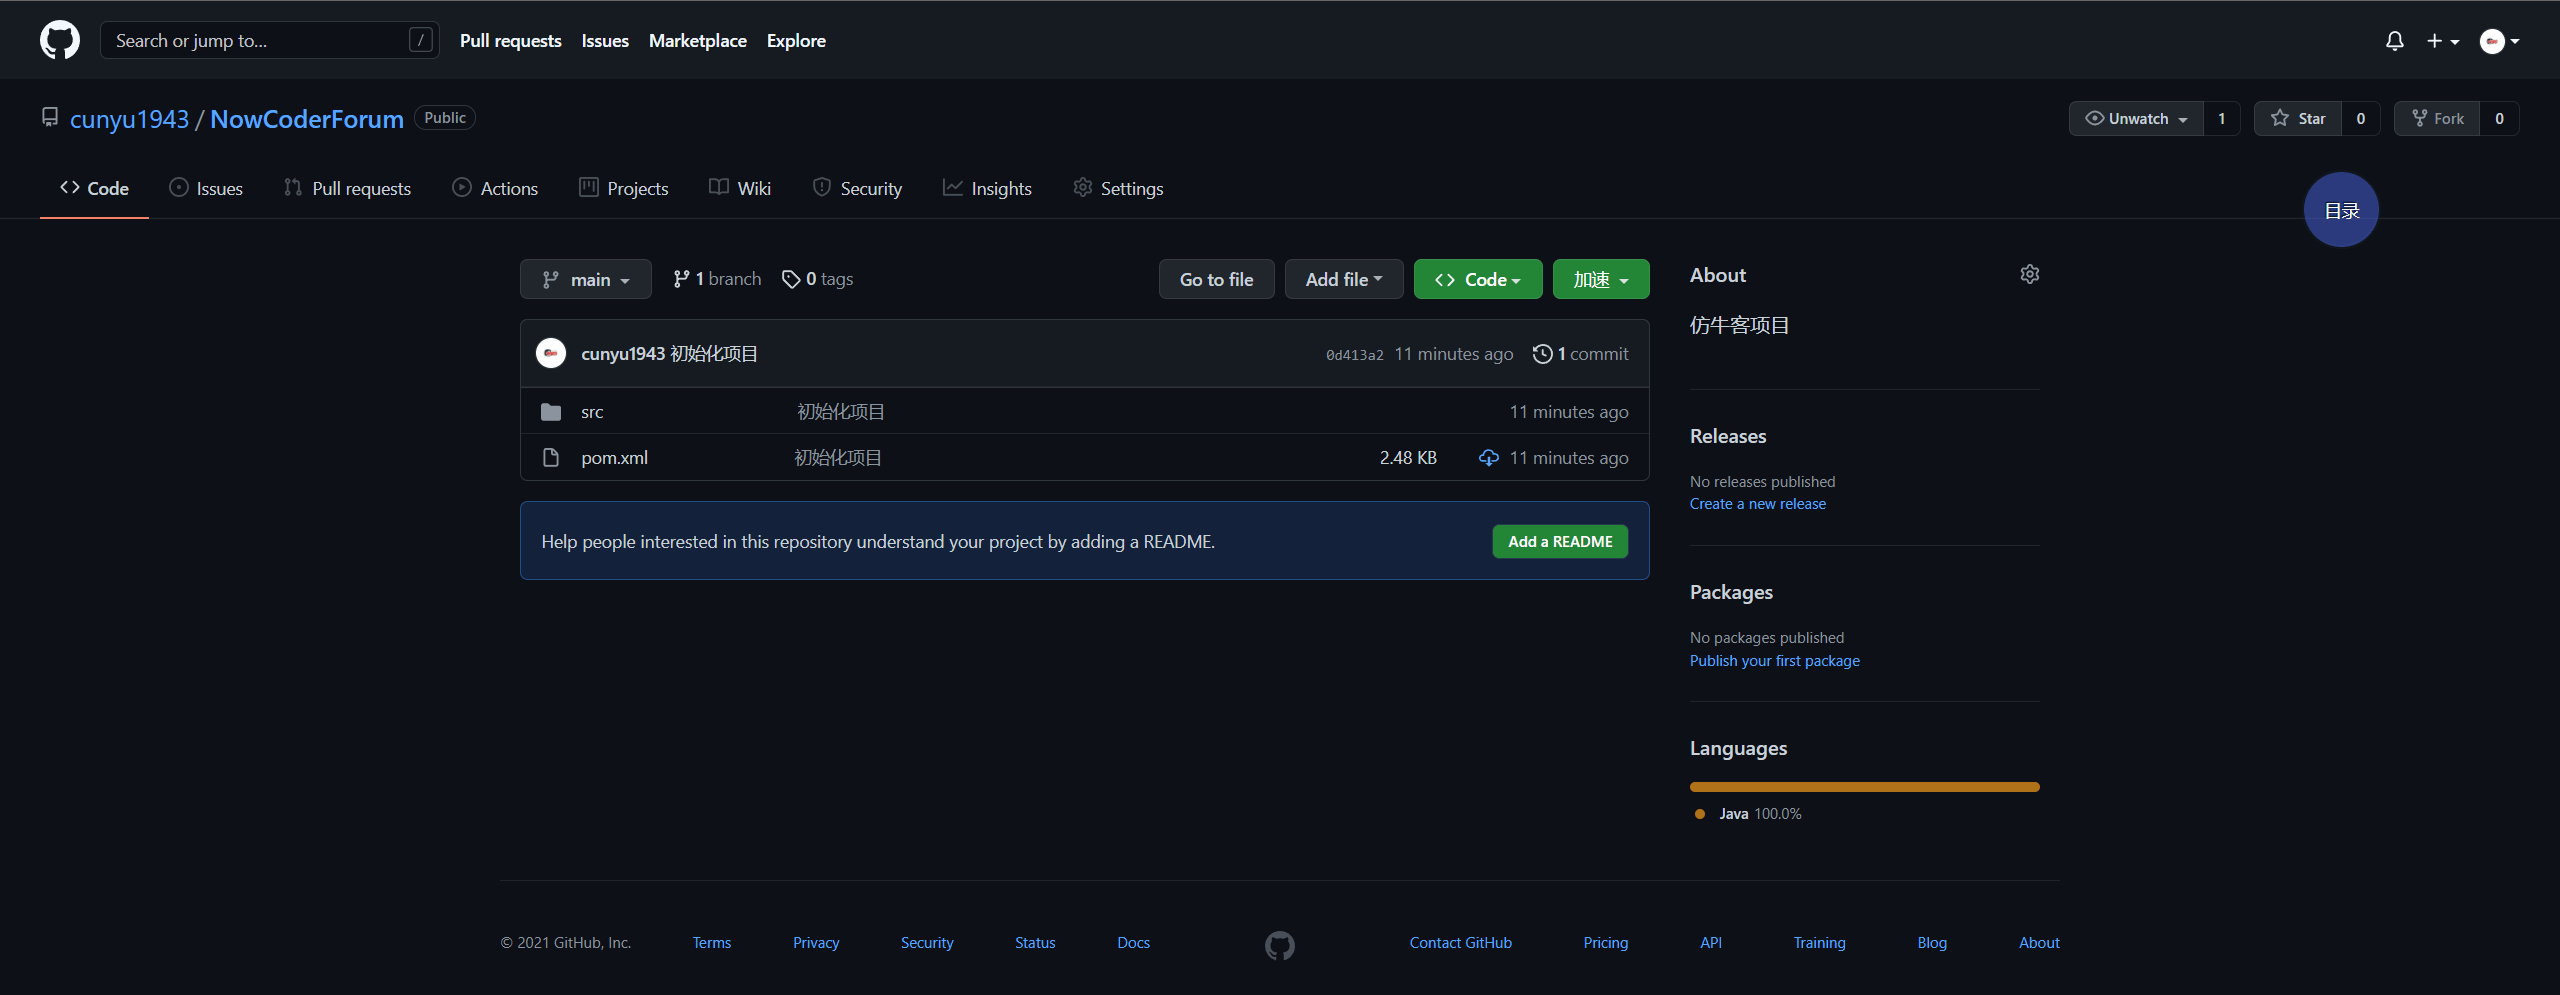 Search or jump to... / Pull requests Issues Marketplace Explore
cunyu1943 / NowCoderForum Public Unwatch 1 Star 0 Fork 0
Code Issues Pull requests Actions Projects Wiki Security Insights Settings
目录
main 1 branch 0 tags Go to file Add file Code 加速
cunyu1943 初始化项目 0d413a2 11 minutes ago 1 commit
src 初始化项目 11 minutes ago
pom.xml 初始化项目 2.48 KB 11 minutes ago
Help people interested in this repository understand your project by adding a README. Add a README
About
仿牛客项目
Releases
No releases published
Create a new release
Packages
No packages published
Publish your first package
Languages
Java 100.0%
© 2021 GitHub, Inc. Terms Privacy Security Status Docs Contact GitHub Pricing API Training Blog About